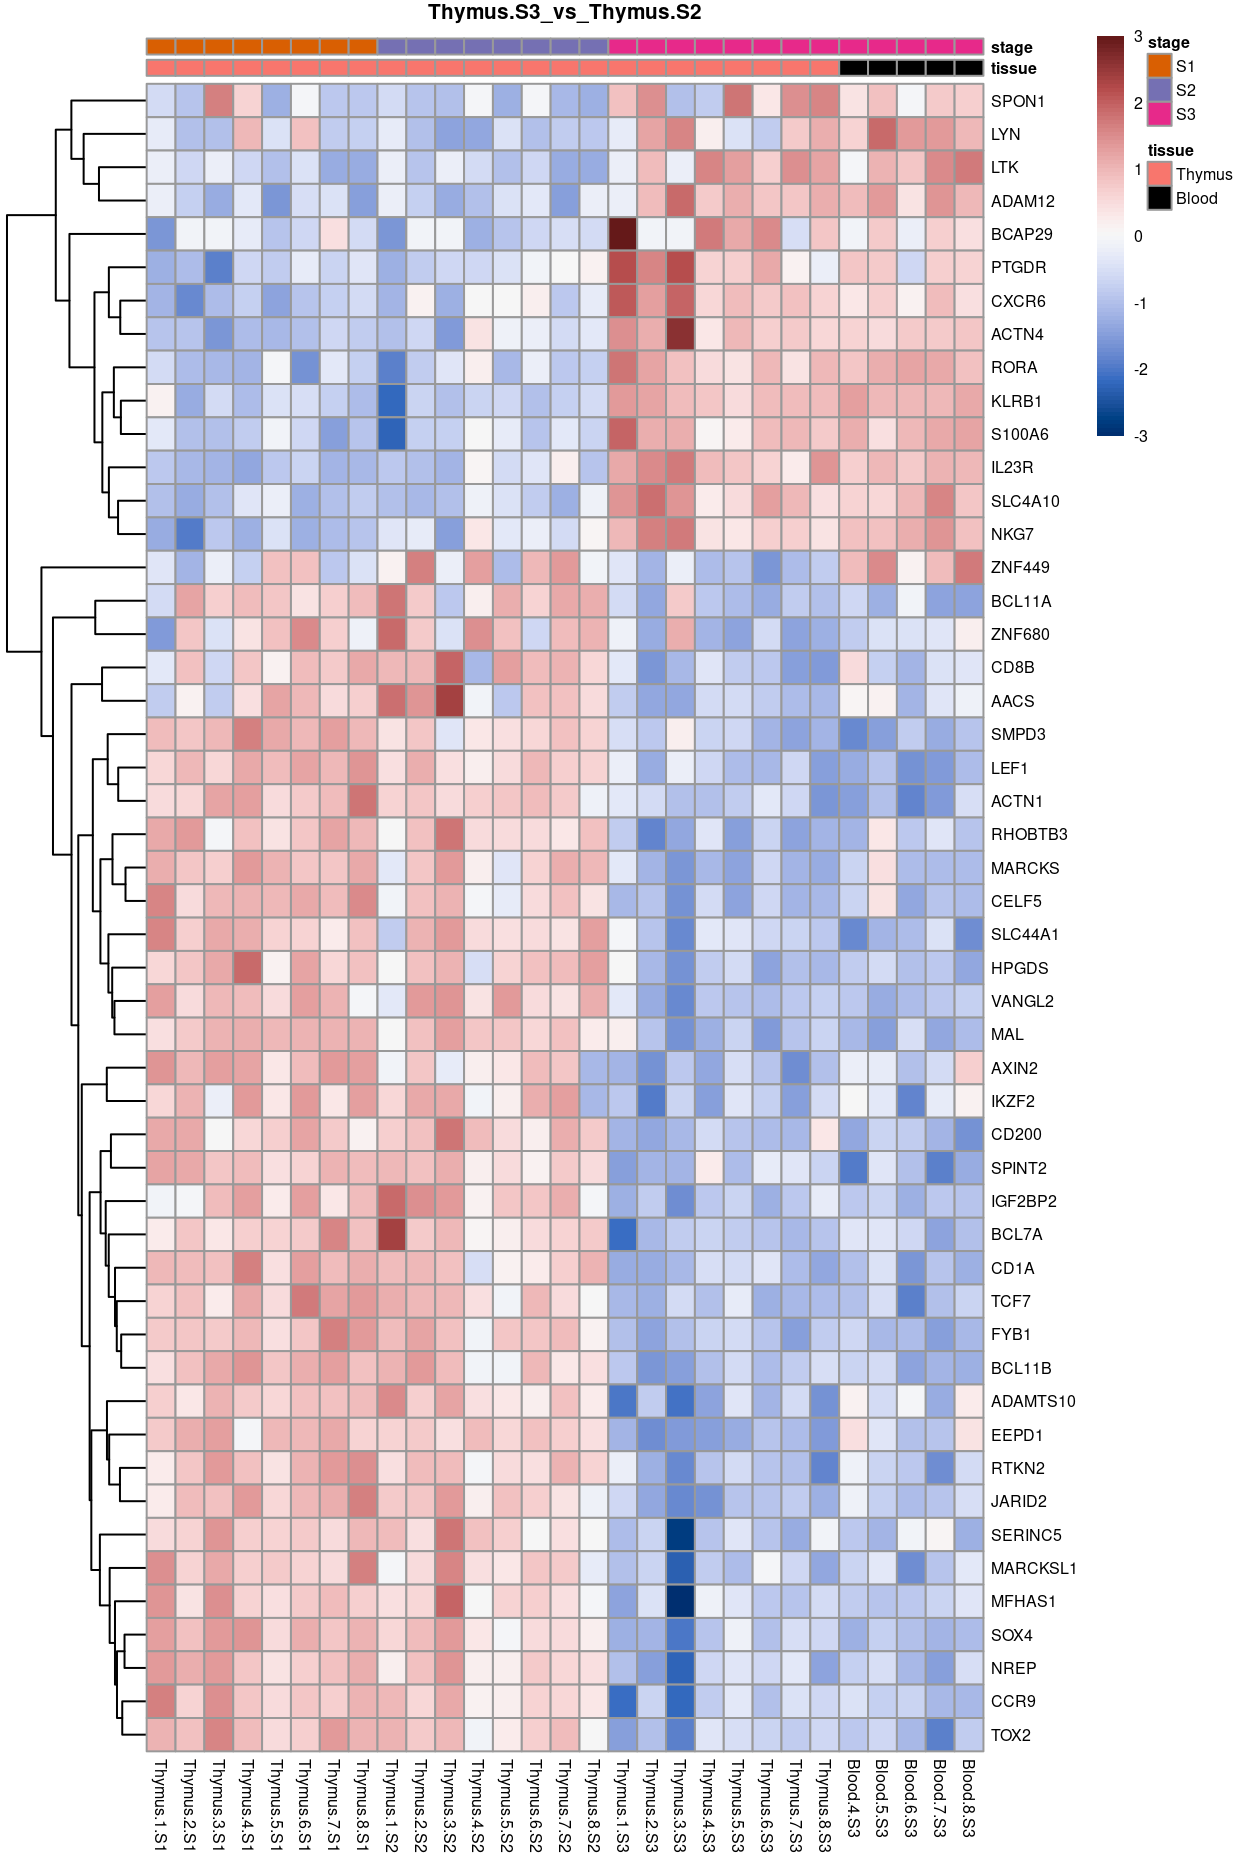 Thymus.S3_vs_Thymus.S2
stage
tissue
SPON1
LYN
LTK
ADAM12
BCAP29
PTGDR
CXCR6
ACTN4
RORA
KLRB1
S100A6
IL23R
SLC4A10
NKG7
ZNF449
BCL11A
ZNF680
CD8B
AACS
SMPD3
LEF1
ACTN1
RHOBTB3
MARCKS
CELF5
SLC44A1
HPGDS
VANGL2
MAL
AXIN2
IKZF2
CD200
SPINT2
IGF2BP2
BCL7A
CD1A
TCF7
FYB1
BCL11B
ADAMTS10
EEPD1
RTKN2
JARID2
SERINC5
MARCKSL1
MFHAS1
SOX4
NREP
CCR9
TOX2
Thymus.1.S1
Thymus.2.S1
Thymus.3.S1
Thymus.4.S1
Thymus.5.S1
Thymus.6.S1
Thymus.7.S1
Thymus.8.S1
Thymus.1.S2
Thymus.2.S2
Thymus.3.S2
Thymus.4.S2
Thymus.5.S2
Thymus.6.S2
Thymus.7.S2
Thymus.8.S2
Thymus.1.S3
Thymus.2.S3
Thymus.3.S3
Thymus.4.S3
Thymus.5.S3
Thymus.6.S3
Thymus.7.S3
Thymus.8.S3
Blood.4.S3
Blood.5.S3
Blood.6.S3
Blood.7.S3
Blood.8.S3
3
2
1
0
-1
-2
-3
stage
S1
S2
S3
tissue
Thymus
Blood